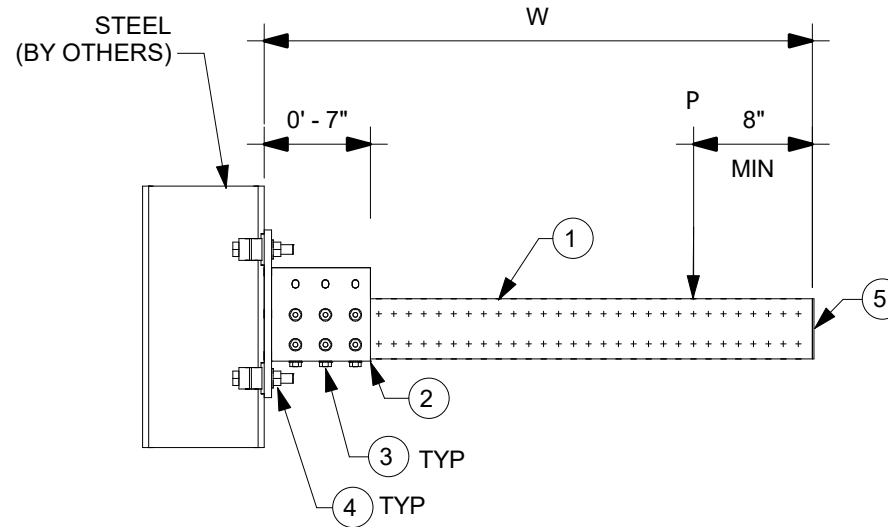 STEEL
(BY OTHERS)
W
0' - 7"
P
8"
MIN
1
5
2
3 TYP
4 TYP